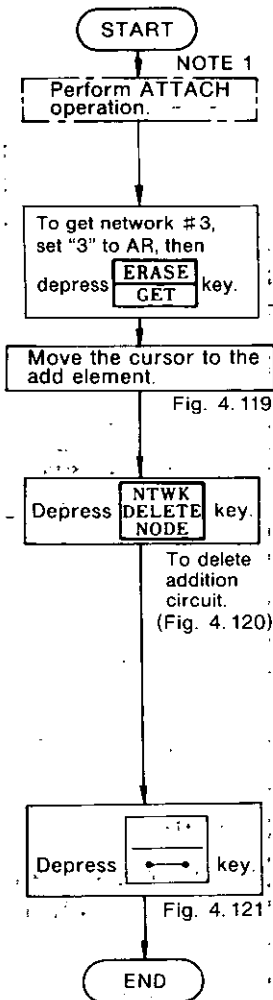 START
NOTE 1
Perform ATTACH
operation.
To get network #3,
set "3" to AR, then
depress ERASE GET key.
Move the cursor to the
add element.
Fig. 4.119
Depress NTWK DELETE NODE key.
To delete
addition
circuit.
(Fig. 4.120)
Depress key.
Fig. 4.121
END